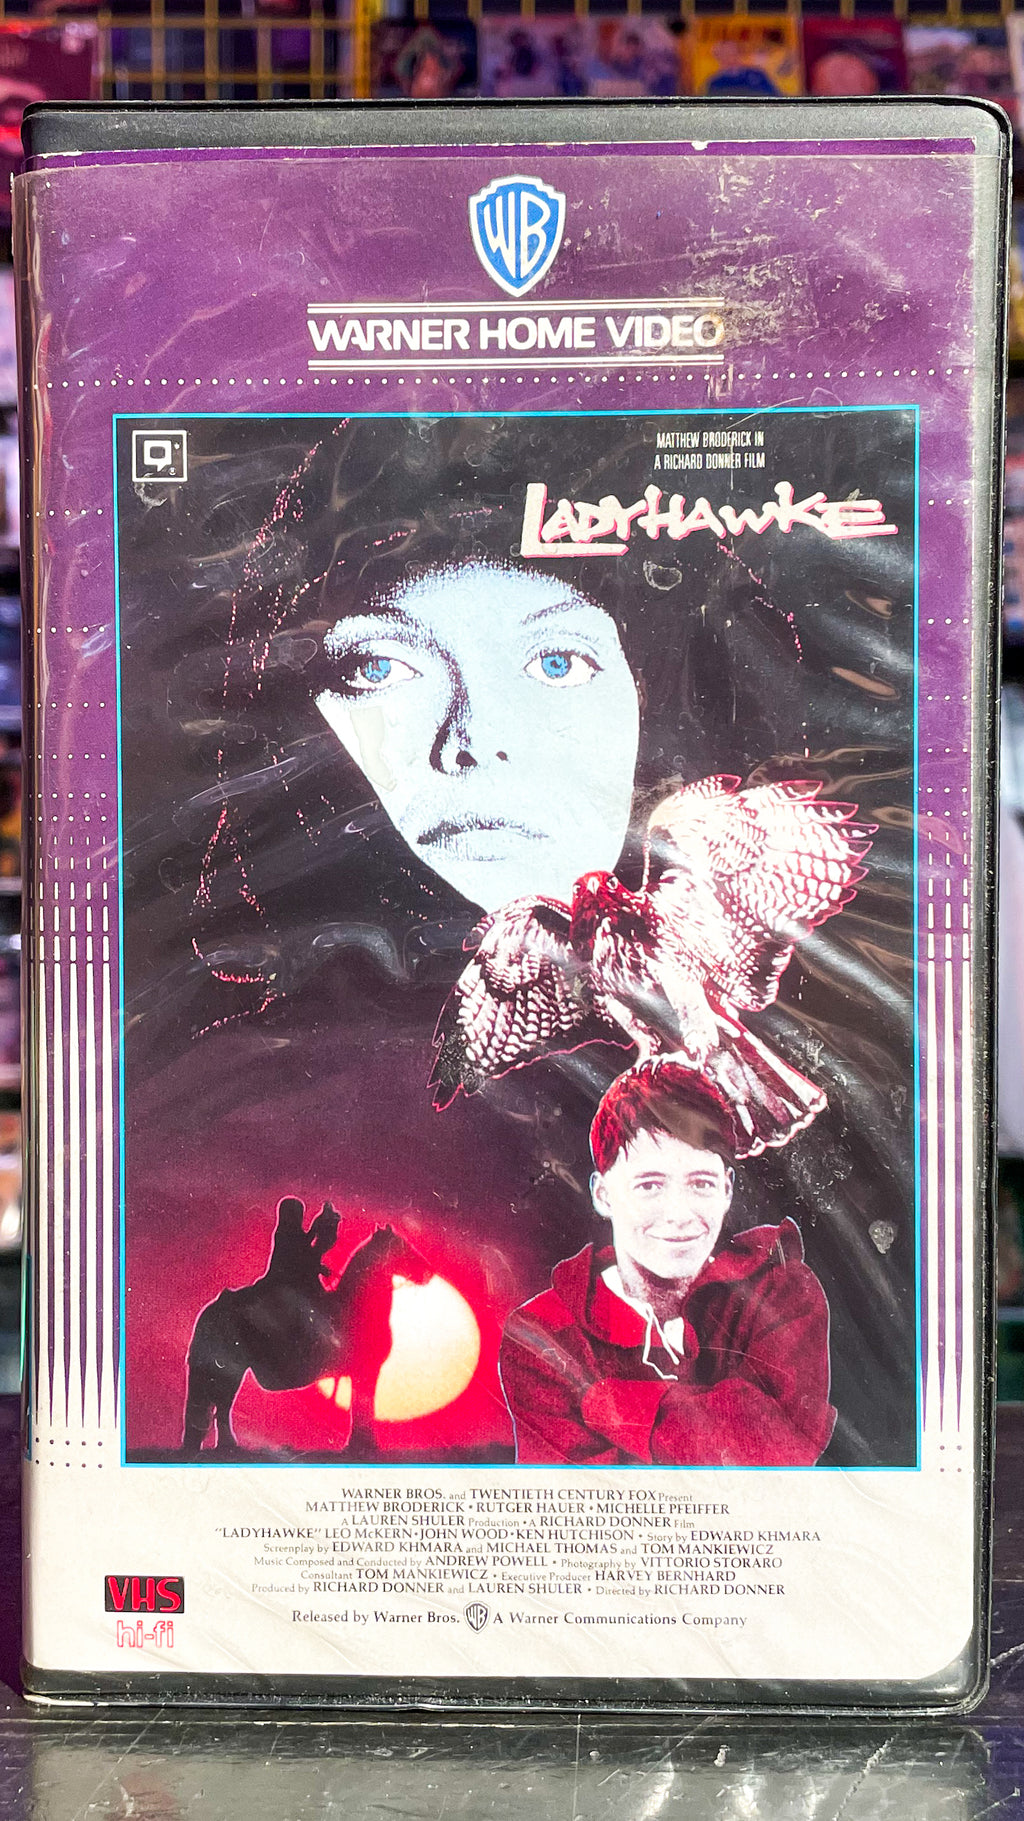 WB
WARNER HOME VIDEO
MATTHEW BRODERICK IN
A RICHARD DONNER FILM
LADYHAWKE
WARNER BROS. and TWENTIETH CENTURY FOX Present
MATTHEW BRODERICK • RUTGER HAUER • MICHELLE PFEIFFER
A LAUREN SHULER Production • A RICHARD DONNER Film
"LADYHAWKE" LEO McKERN • JOHN WOOD • KEN HUTCHISON • Story by EDWARD KHMARA
Screenplay by EDWARD KHMARA and MICHAEL THOMAS and TOM MANKIEWICZ
Music Composed and Conducted by ANDREW POWELL • Photography by VITTORIO STORARO
Consultant TOM MANKIEWICZ • Executive Producer HARVEY BERNHARD
Produced by RICHARD DONNER and LAUREN SHULER • Directed by RICHARD DONNER
Released by Warner Bros. WB A Warner Communications Company
VHS
hi-fi